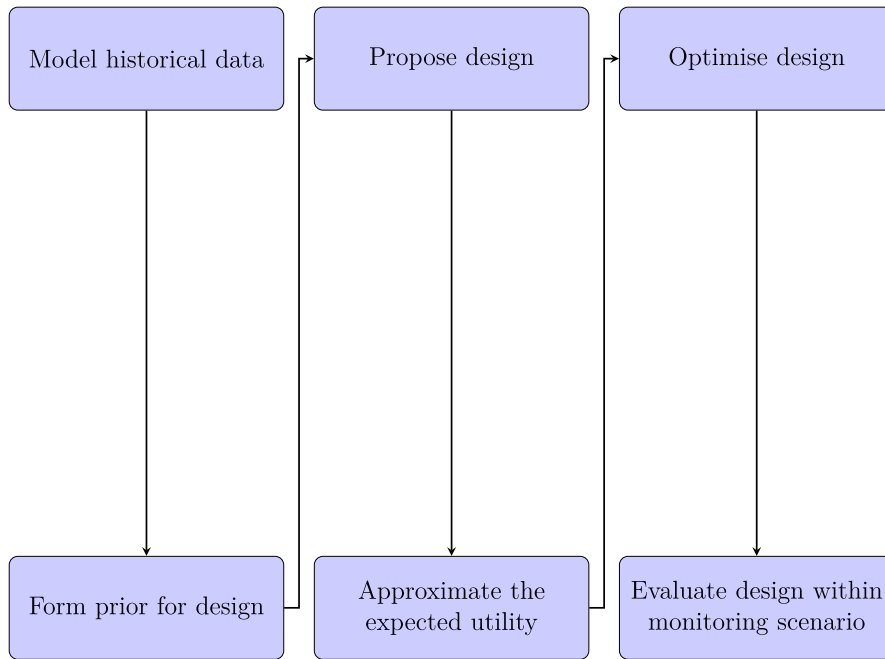 Model historical data
Propose design
Optimise design
Form prior for design
Approximate the
expected utility
Evaluate design within
monitoring scenario